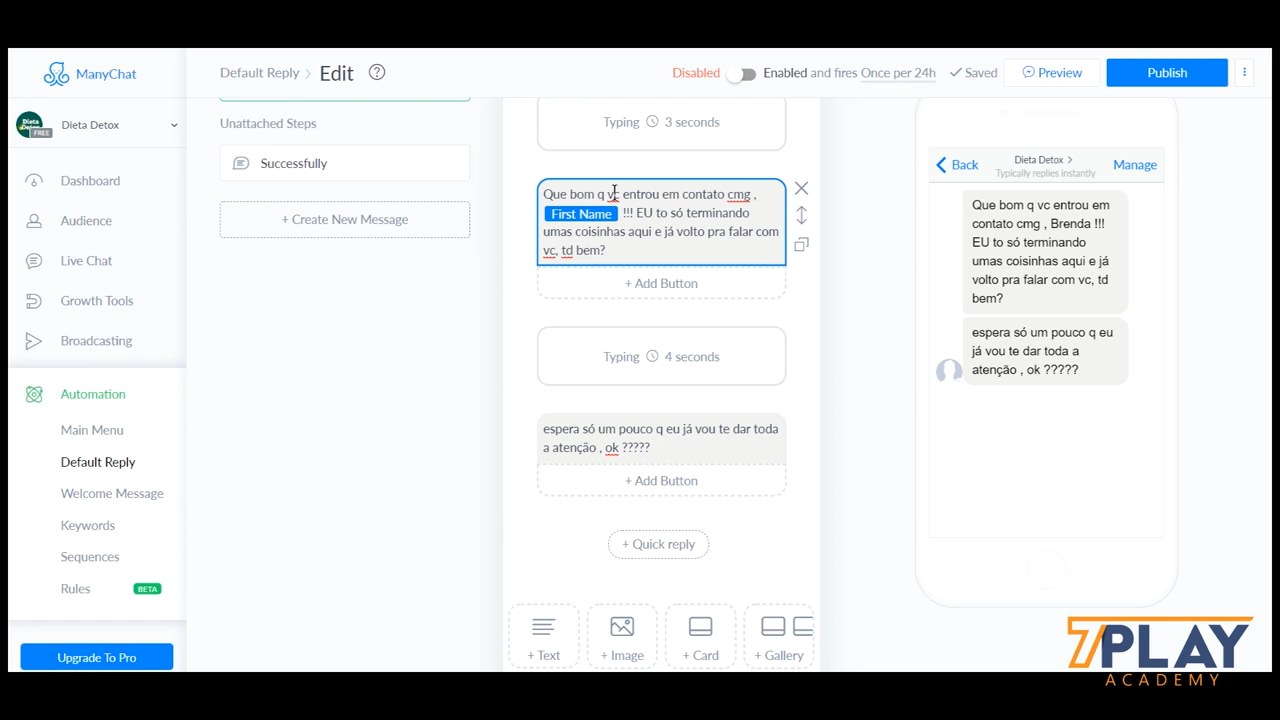 ManyChat
Default Reply > Edit ?
Disabled Enabled and fires Once per 24h Saved Preview Publish
Dieta Detox
FREE
Dashboard
Audience
Live Chat
Growth Tools
Broadcasting
Automation
Main Menu
Default Reply
Welcome Message
Keywords
Sequences
Rules BETA
Upgrade To Pro
Unattached Steps
Successfully
+ Create New Message
Typing 3 seconds
Que bom q vc entrou em contato cmg ,
First Name !!! EU to só terminando
umas coisinhas aqui e já volto pra falar com
vc, td bem?
+ Add Button
Typing 4 seconds
espera só um pouco q eu já vou te dar toda
a atenção , ok ?????
+ Add Button
+ Quick reply
+ Text
+ Image
+ Card
+ Gallery
Back Dieta Detox > Manage
Typically replies instantly
Que bom q vc entrou em
contato cmg , Brenda !!!
EU to só terminando
umas coisinhas aqui e já
volto pra falar com vc, td
bem?
espera só um pouco q eu
já vou te dar toda a
atenção , ok ?????
7PLAY
ACADEMY